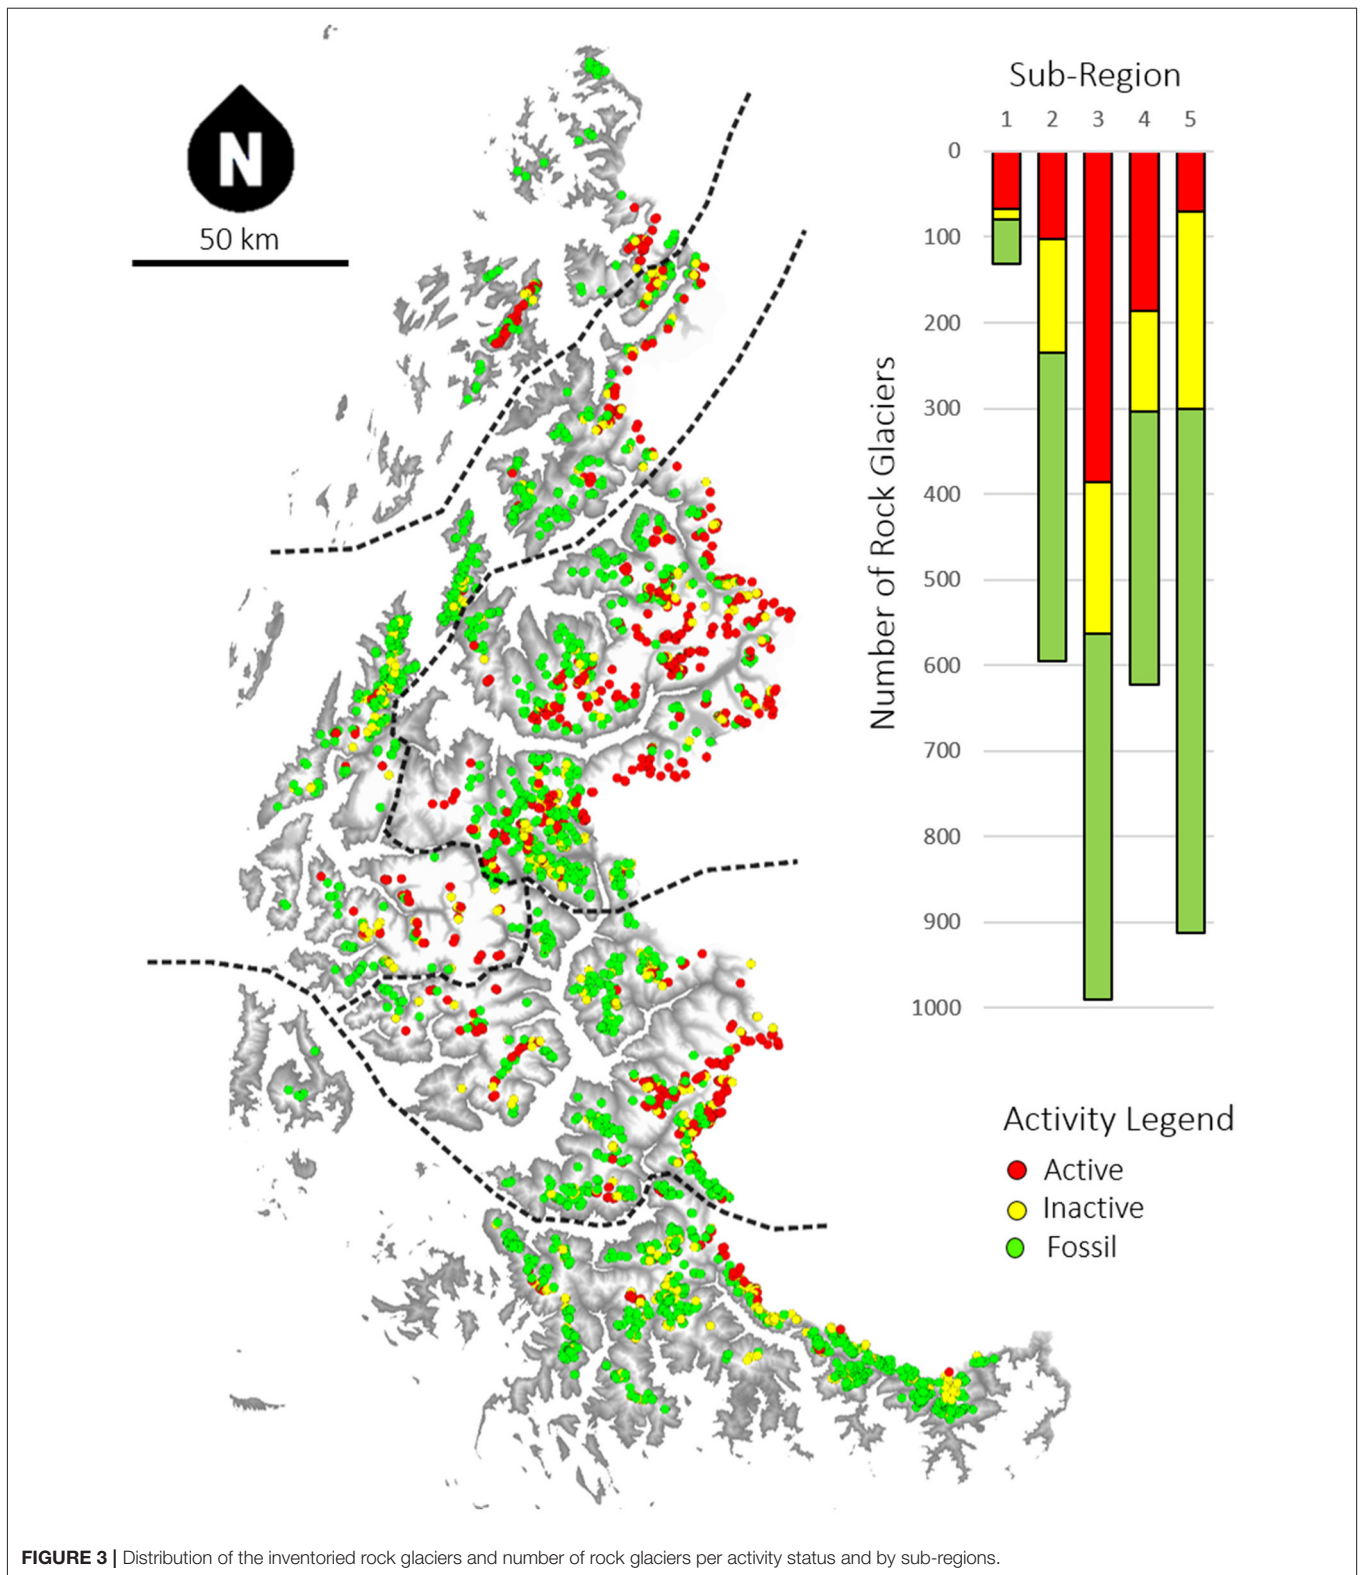 N
50 km
Sub-Region
1 2 3 4 5
0
100
200
300
400
500
600
700
800
900
1000
Number of Rock Glaciers
Activity Legend
Active
Inactive
Fossil
FIGURE 3 | Distribution of the inventoried rock glaciers and number of rock glaciers per activity status and by sub-regions.